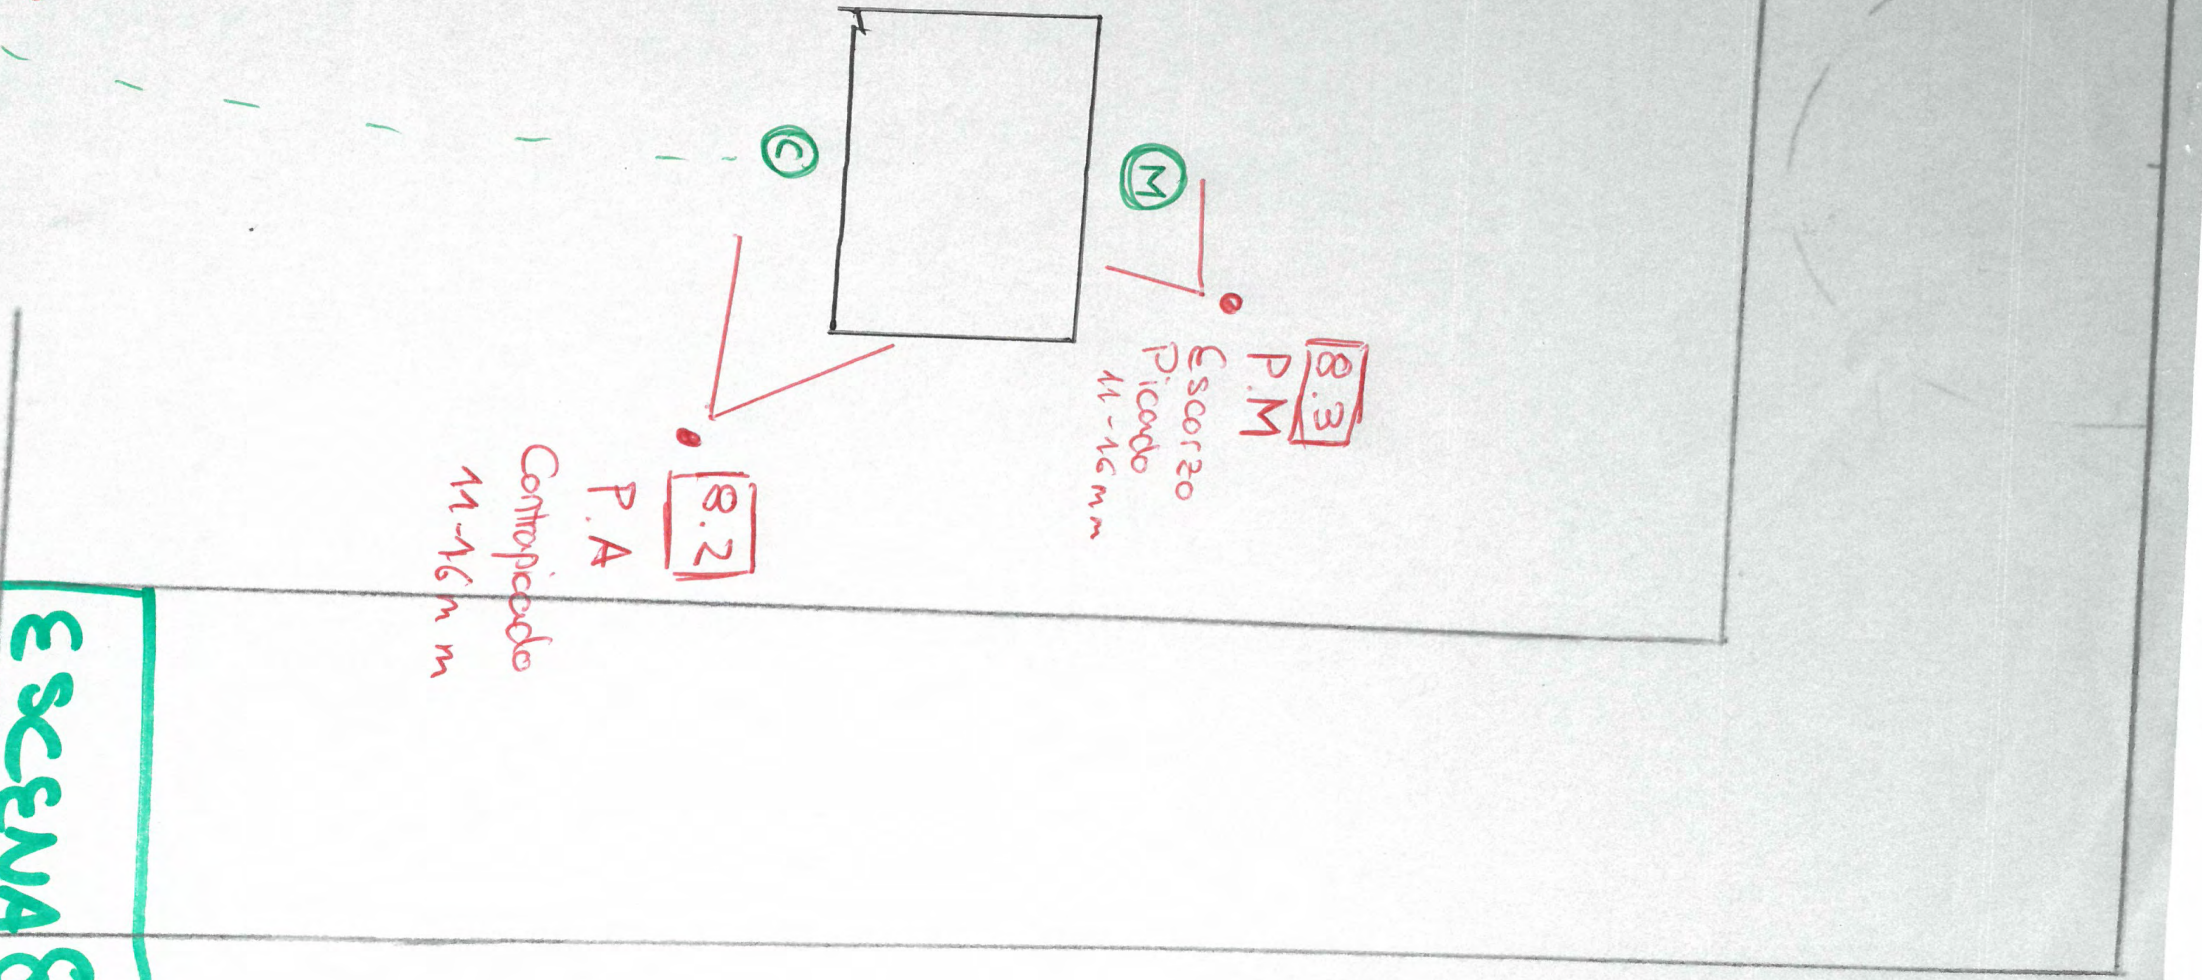 M
C
8.3
P.M
Escorzo
Picado
11-16mm
8.2
P.A
Contrapicado
11-16mm
ESCENA 8